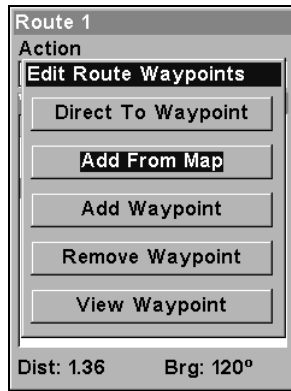 Route 1
Action
Edit Route Waypoints
Direct To Waypoint
Add From Map
Add Waypoint
Remove Waypoint
View Waypoint
Dist: 1.36 Brg: 120º